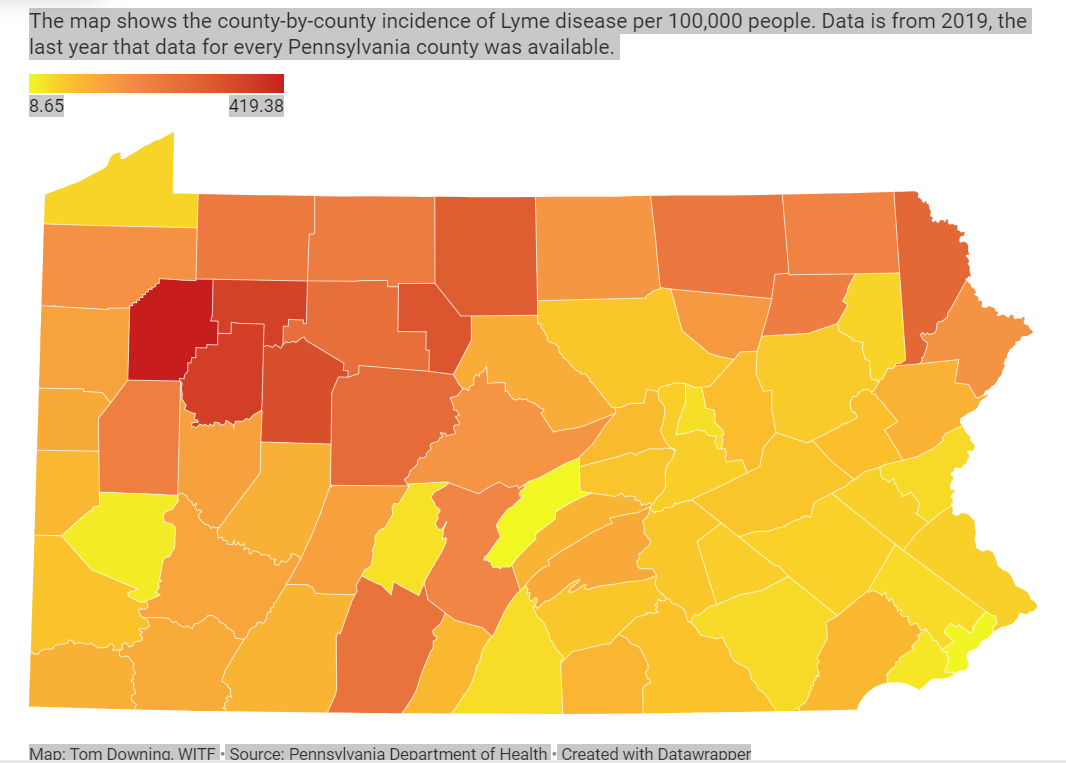 The map shows the county-by-county incidence of Lyme disease per 100,000 people. Data is from 2019, the
last year that data for every Pennsylvania county was available.
8.65 419.38
Map: Tom Downing, WITF • Source: Pennsylvania Department of Health • Created with Datawrapper